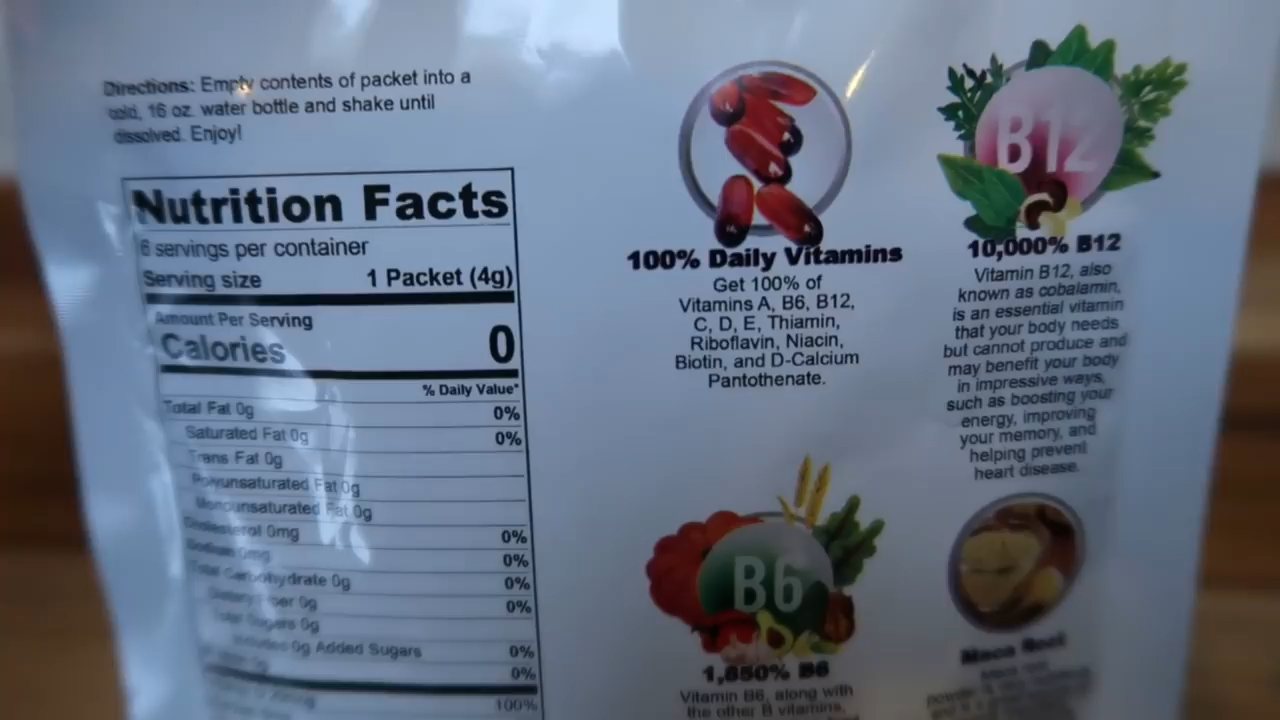 Directions: Empty contents of packet into a
cold, 16 oz. water bottle and shake until
dissolved. Enjoy!
Nutrition Facts
6 servings per container
Serving size 1 Packet (4g)
Amount Per Serving
Calories 0
% Daily Value*
Total Fat 0g 0%
Saturated Fat 0g 0%
Trans Fat 0g
Polyunsaturated Fat 0g
Monounsaturated Fat 0g
Cholesterol 0mg 0%
Sodium 0mg 0%
Total Carbohydrate 0g 0%
Dietary Fiber 0g 0%
Total Sugars 0g
Includes 0g Added Sugars 0%
0%
100%
100% Daily Vitamins
Get 100% of
Vitamins A, B6, B12,
C, D, E, Thiamin,
Riboflavin, Niacin,
Biotin, and D-Calcium
Pantothenate.
B12
10,000% B12
Vitamin B12, also
known as cobalamin,
is an essential vitamin
that your body needs
but cannot produce and
may benefit your body
in impressive ways,
such as boosting your
energy, improving
your memory, and
helping prevent
heart disease.
B6
1,650% B6
Vitamin B6, along with
the other B vitamins,
Maca Root